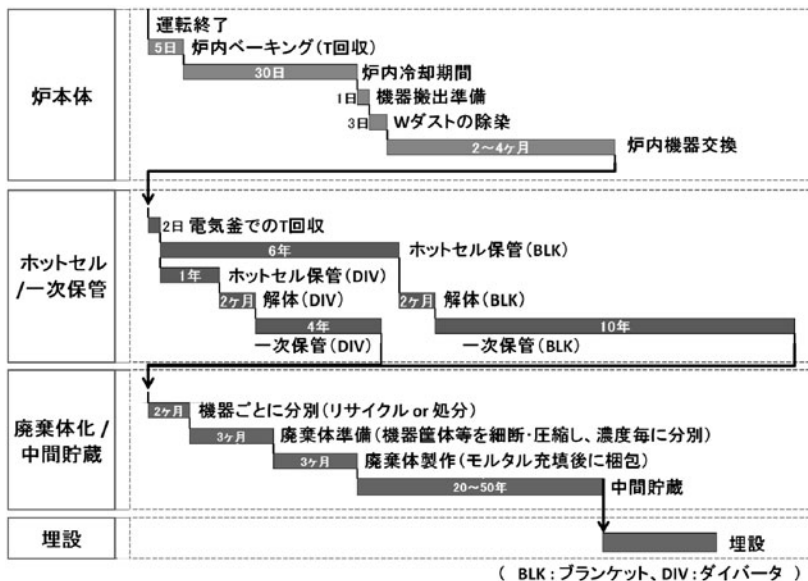 運転終了
5日 炉内ベーキング(T回収)
30日 炉内冷却期間
炉本体
1日 機器搬出準備
3日 Wダストの除染
2～4ヶ月 炉内機器交換
2日 電気釜でのT回収
6年 ホットセル保管(BLK)
ホットセル
/一次保管
1年 ホットセル保管(DIV)
2ヶ月 解体(DIV) 2ヶ月 解体(BLK)
4年 10年
一次保管(DIV) 一次保管(BLK)
2ヶ月 機器ごとに分別(リサイクル or 処分)
廃棄体化/
中間貯蔵
3ヶ月 廃棄体準備(機器筐体等を細断・圧縮し、濃度毎に分別)
3ヶ月 廃棄体製作(モルタル充填後に梱包)
20～50年 中間貯蔵
埋設 埋設
( BLK:ブランケット、DIV:ダイバータ )